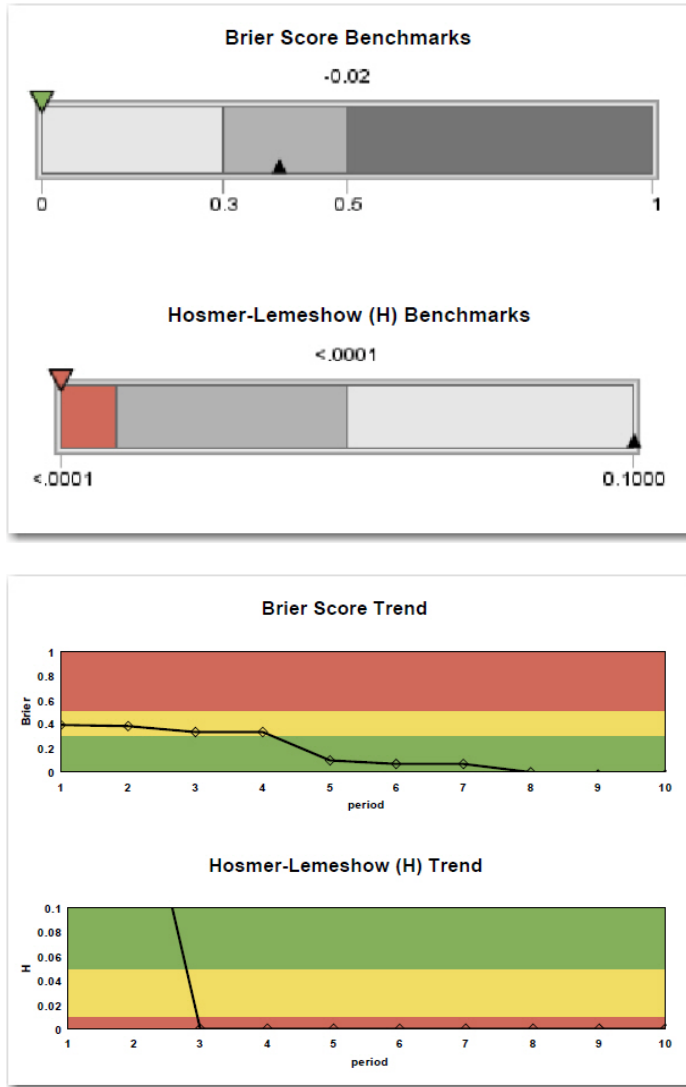 Brier Score Benchmarks
-0.02
0 0.3 0.5 1
Hosmer-Lemeshow (H) Benchmarks
<.0001
<.0001 0.1000
Brier Score Trend
1
0.8
0.6
0.4
0.2
0
Brier
1 2 3 4 5 6 7 8 9 10
period
Hosmer-Lemeshow (H) Trend
0.1
0.08
0.06
0.04
0.02
0
H
1 2 3 4 5 6 7 8 9 10
period